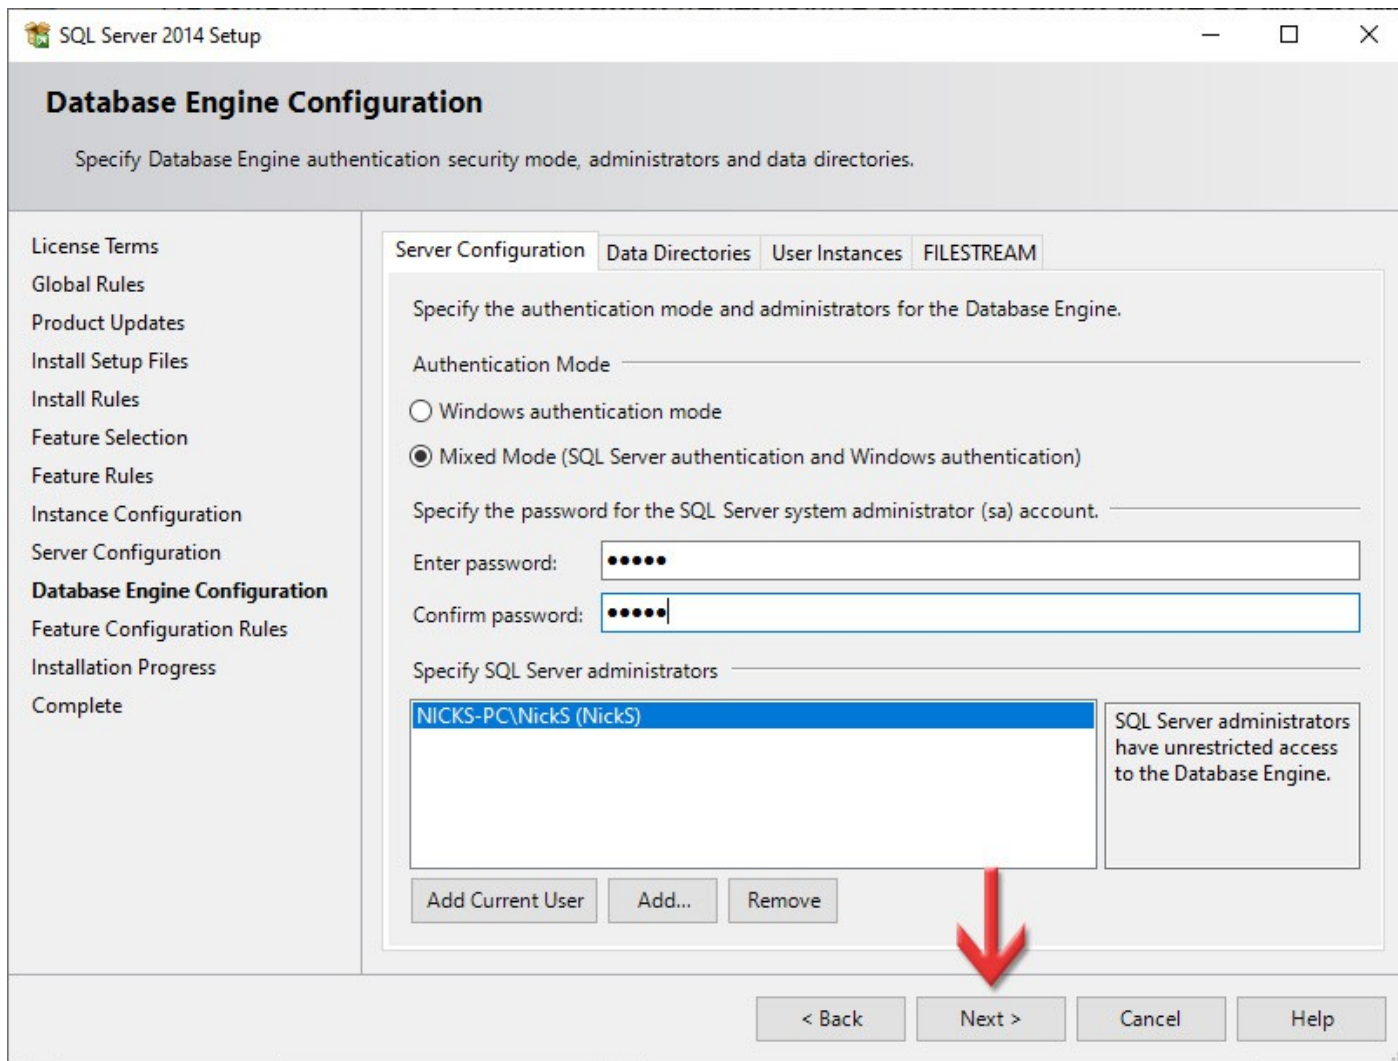 SQL Server 2014 Setup
Database Engine Configuration
Specify Database Engine authentication security mode, administrators and data directories.
License Terms
Global Rules
Product Updates
Install Setup Files
Install Rules
Feature Selection
Feature Rules
Instance Configuration
Server Configuration
Database Engine Configuration
Feature Configuration Rules
Installation Progress
Complete
Server Configuration Data Directories User Instances FILESTREAM
Specify the authentication mode and administrators for the Database Engine.
Authentication Mode
Windows authentication mode
Mixed Mode (SQL Server authentication and Windows authentication)
Specify the password for the SQL Server system administrator (sa) account.
Enter password: •••••
Confirm password: •••••
Specify SQL Server administrators
NICKS-PC\NickS (NickS)
SQL Server administrators
have unrestricted access
to the Database Engine.
Add Current User Add... Remove
< Back Next > Cancel Help